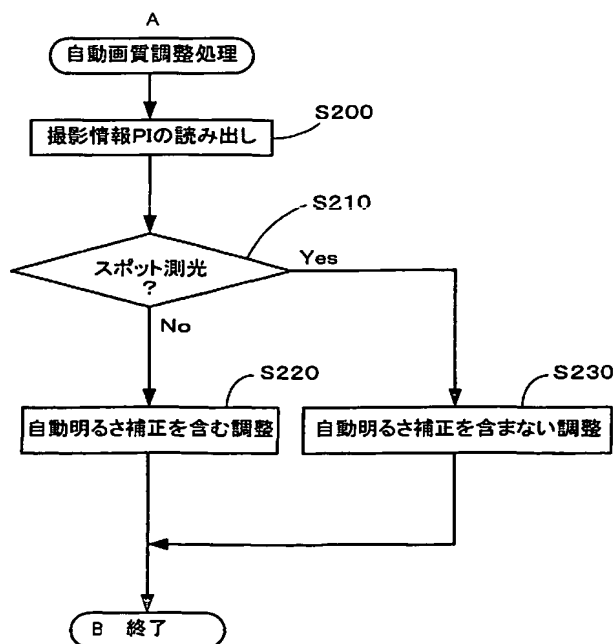 A
自動画質調整処理
S200
撮影情報PIの読み出し
S210
スポット測光
?
Yes
No
S220
S230
自動明るさ補正を含む調整
自動明るさ補正を含まない調整
B 終了